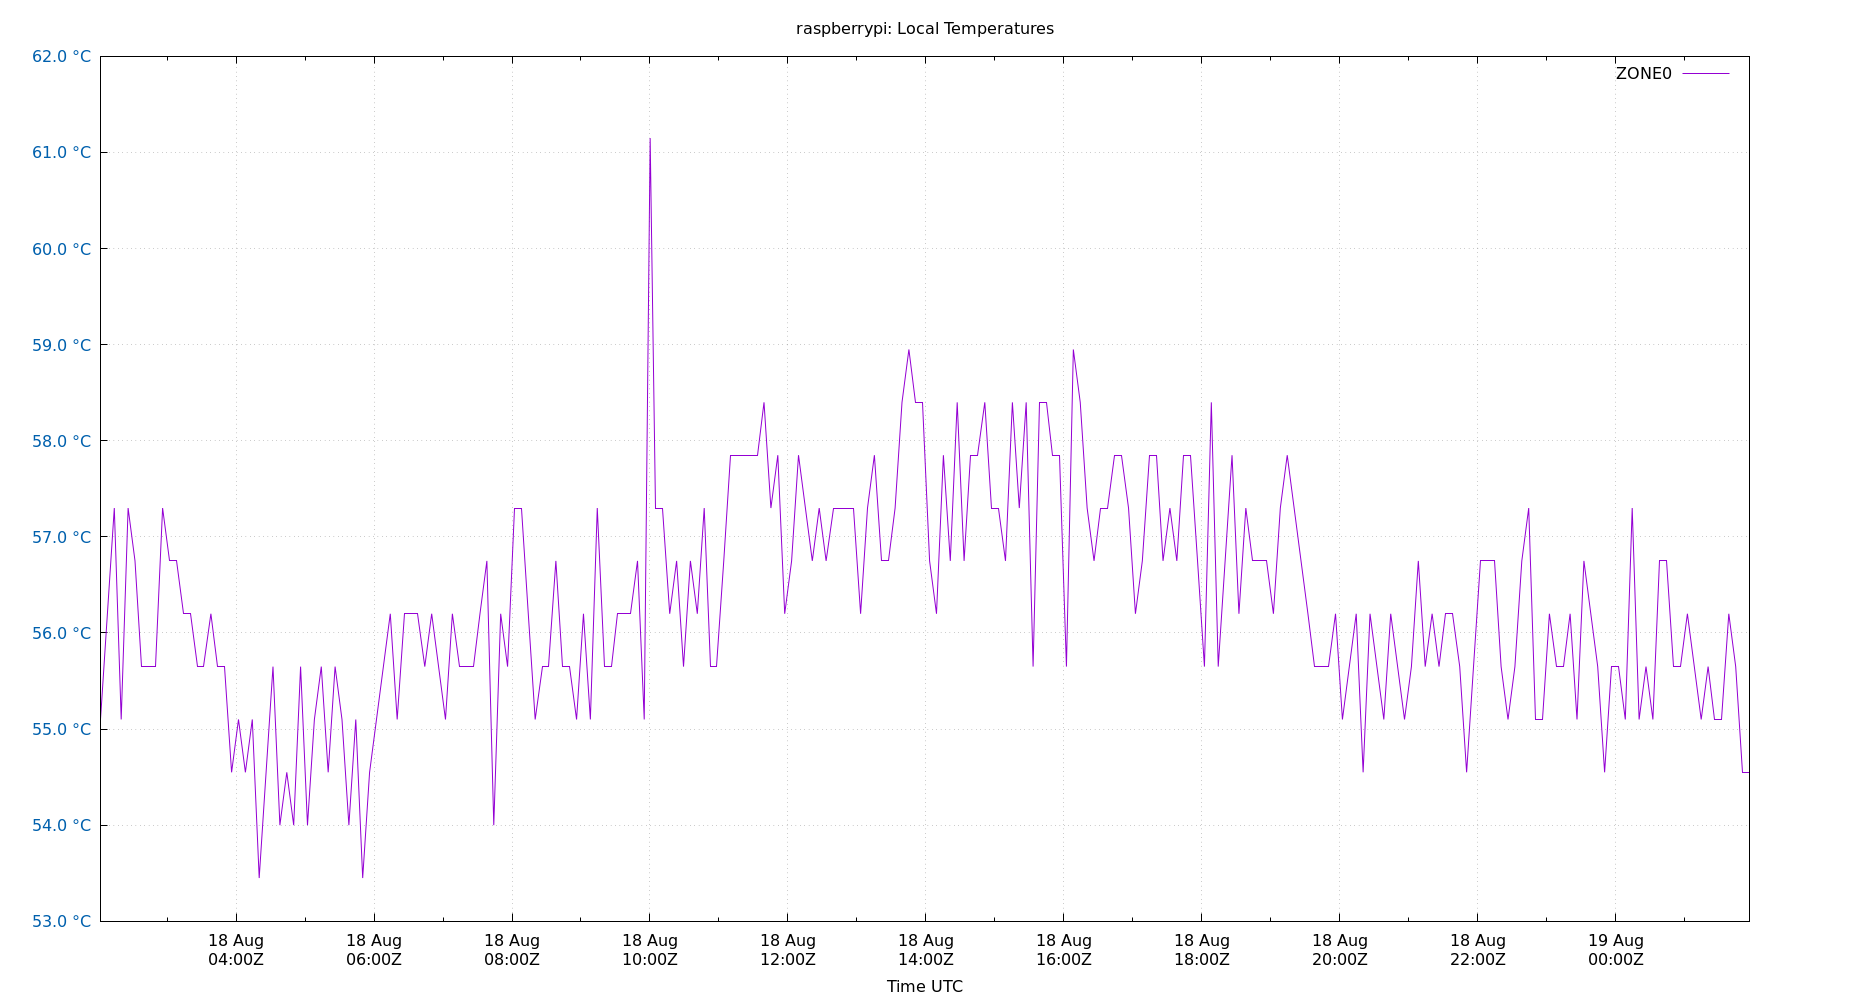 raspberrypi: Local Temperatures
62.0 °C
ZONE0
61.0 °C
60.0 °C
59.0 °C
58.0 °C
57.0 °C
56.0 °C
55.0 °C
54.0 °C
53.0 °C
18 Aug 18 Aug 18 Aug 18 Aug 18 Aug 18 Aug 18 Aug 18 Aug 18 Aug 18 Aug 19 Aug
04:00Z 06:00Z 08:00Z 10:00Z 12:00Z 14:00Z 16:00Z 18:00Z 20:00Z 22:00Z 00:00Z
Time UTC